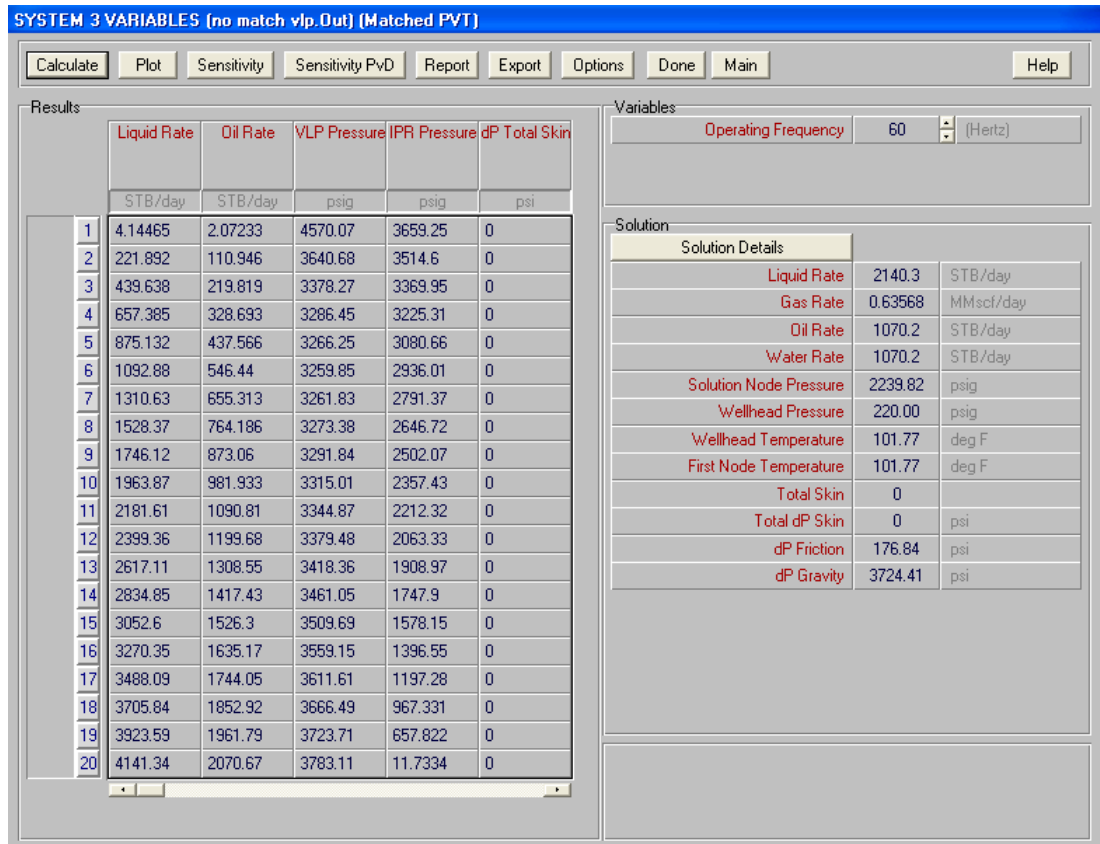 SYSTEM 3 VARIABLES (no match vlp.Out) (Matched PVT)
Calculate Plot Sensitivity Sensitivity PvD Report Export Options Done Main Help
Results
Liquid Rate Oil Rate VLP Pressure IPR Pressure dP Total Skin
STB/day STB/day psig psig psi
1 4.14465 2.07233 4570.07 3659.25 0
2 221.892 110.946 3640.68 3514.6 0
3 439.638 219.819 3378.27 3369.95 0
4 657.385 328.693 3286.45 3225.31 0
5 875.132 437.566 3266.25 3080.66 0
6 1092.88 546.44 3259.85 2936.01 0
7 1310.63 655.313 3261.83 2791.37 0
8 1528.37 764.186 3273.38 2646.72 0
9 1746.12 873.06 3291.84 2502.07 0
10 1963.87 981.933 3315.01 2357.43 0
11 2181.61 1090.81 3344.87 2212.32 0
12 2399.36 1199.68 3379.48 2063.33 0
13 2617.11 1308.55 3418.36 1908.97 0
14 2834.85 1417.43 3461.05 1747.9 0
15 3052.6 1526.3 3509.69 1578.15 0
16 3270.35 1635.17 3559.15 1396.55 0
17 3488.09 1744.05 3611.61 1197.28 0
18 3705.84 1852.92 3666.49 967.331 0
19 3923.59 1961.79 3723.71 657.822 0
20 4141.34 2070.67 3783.11 11.7334 0
Variables
Operating Frequency 60 (Hertz)
Solution
Solution Details
Liquid Rate 2140.3 STB/day
Gas Rate 0.63568 MMscf/day
Oil Rate 1070.2 STB/day
Water Rate 1070.2 STB/day
Solution Node Pressure 2239.82 psig
Wellhead Pressure 220.00 psig
Wellhead Temperature 101.77 deg F
First Node Temperature 101.77 deg F
Total Skin 0
Total dP Skin 0 psi
dP Friction 176.84 psi
dP Gravity 3724.41 psi